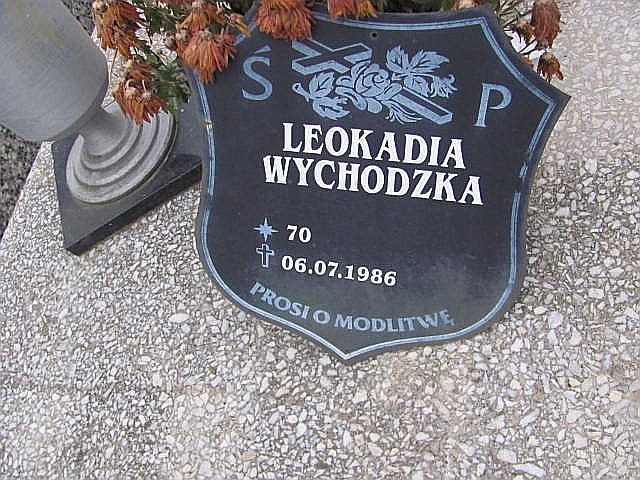 Ś P
LEOKADIA
WYCHODZKA
70
06.07.1986
PROSI O MODLITWĘ